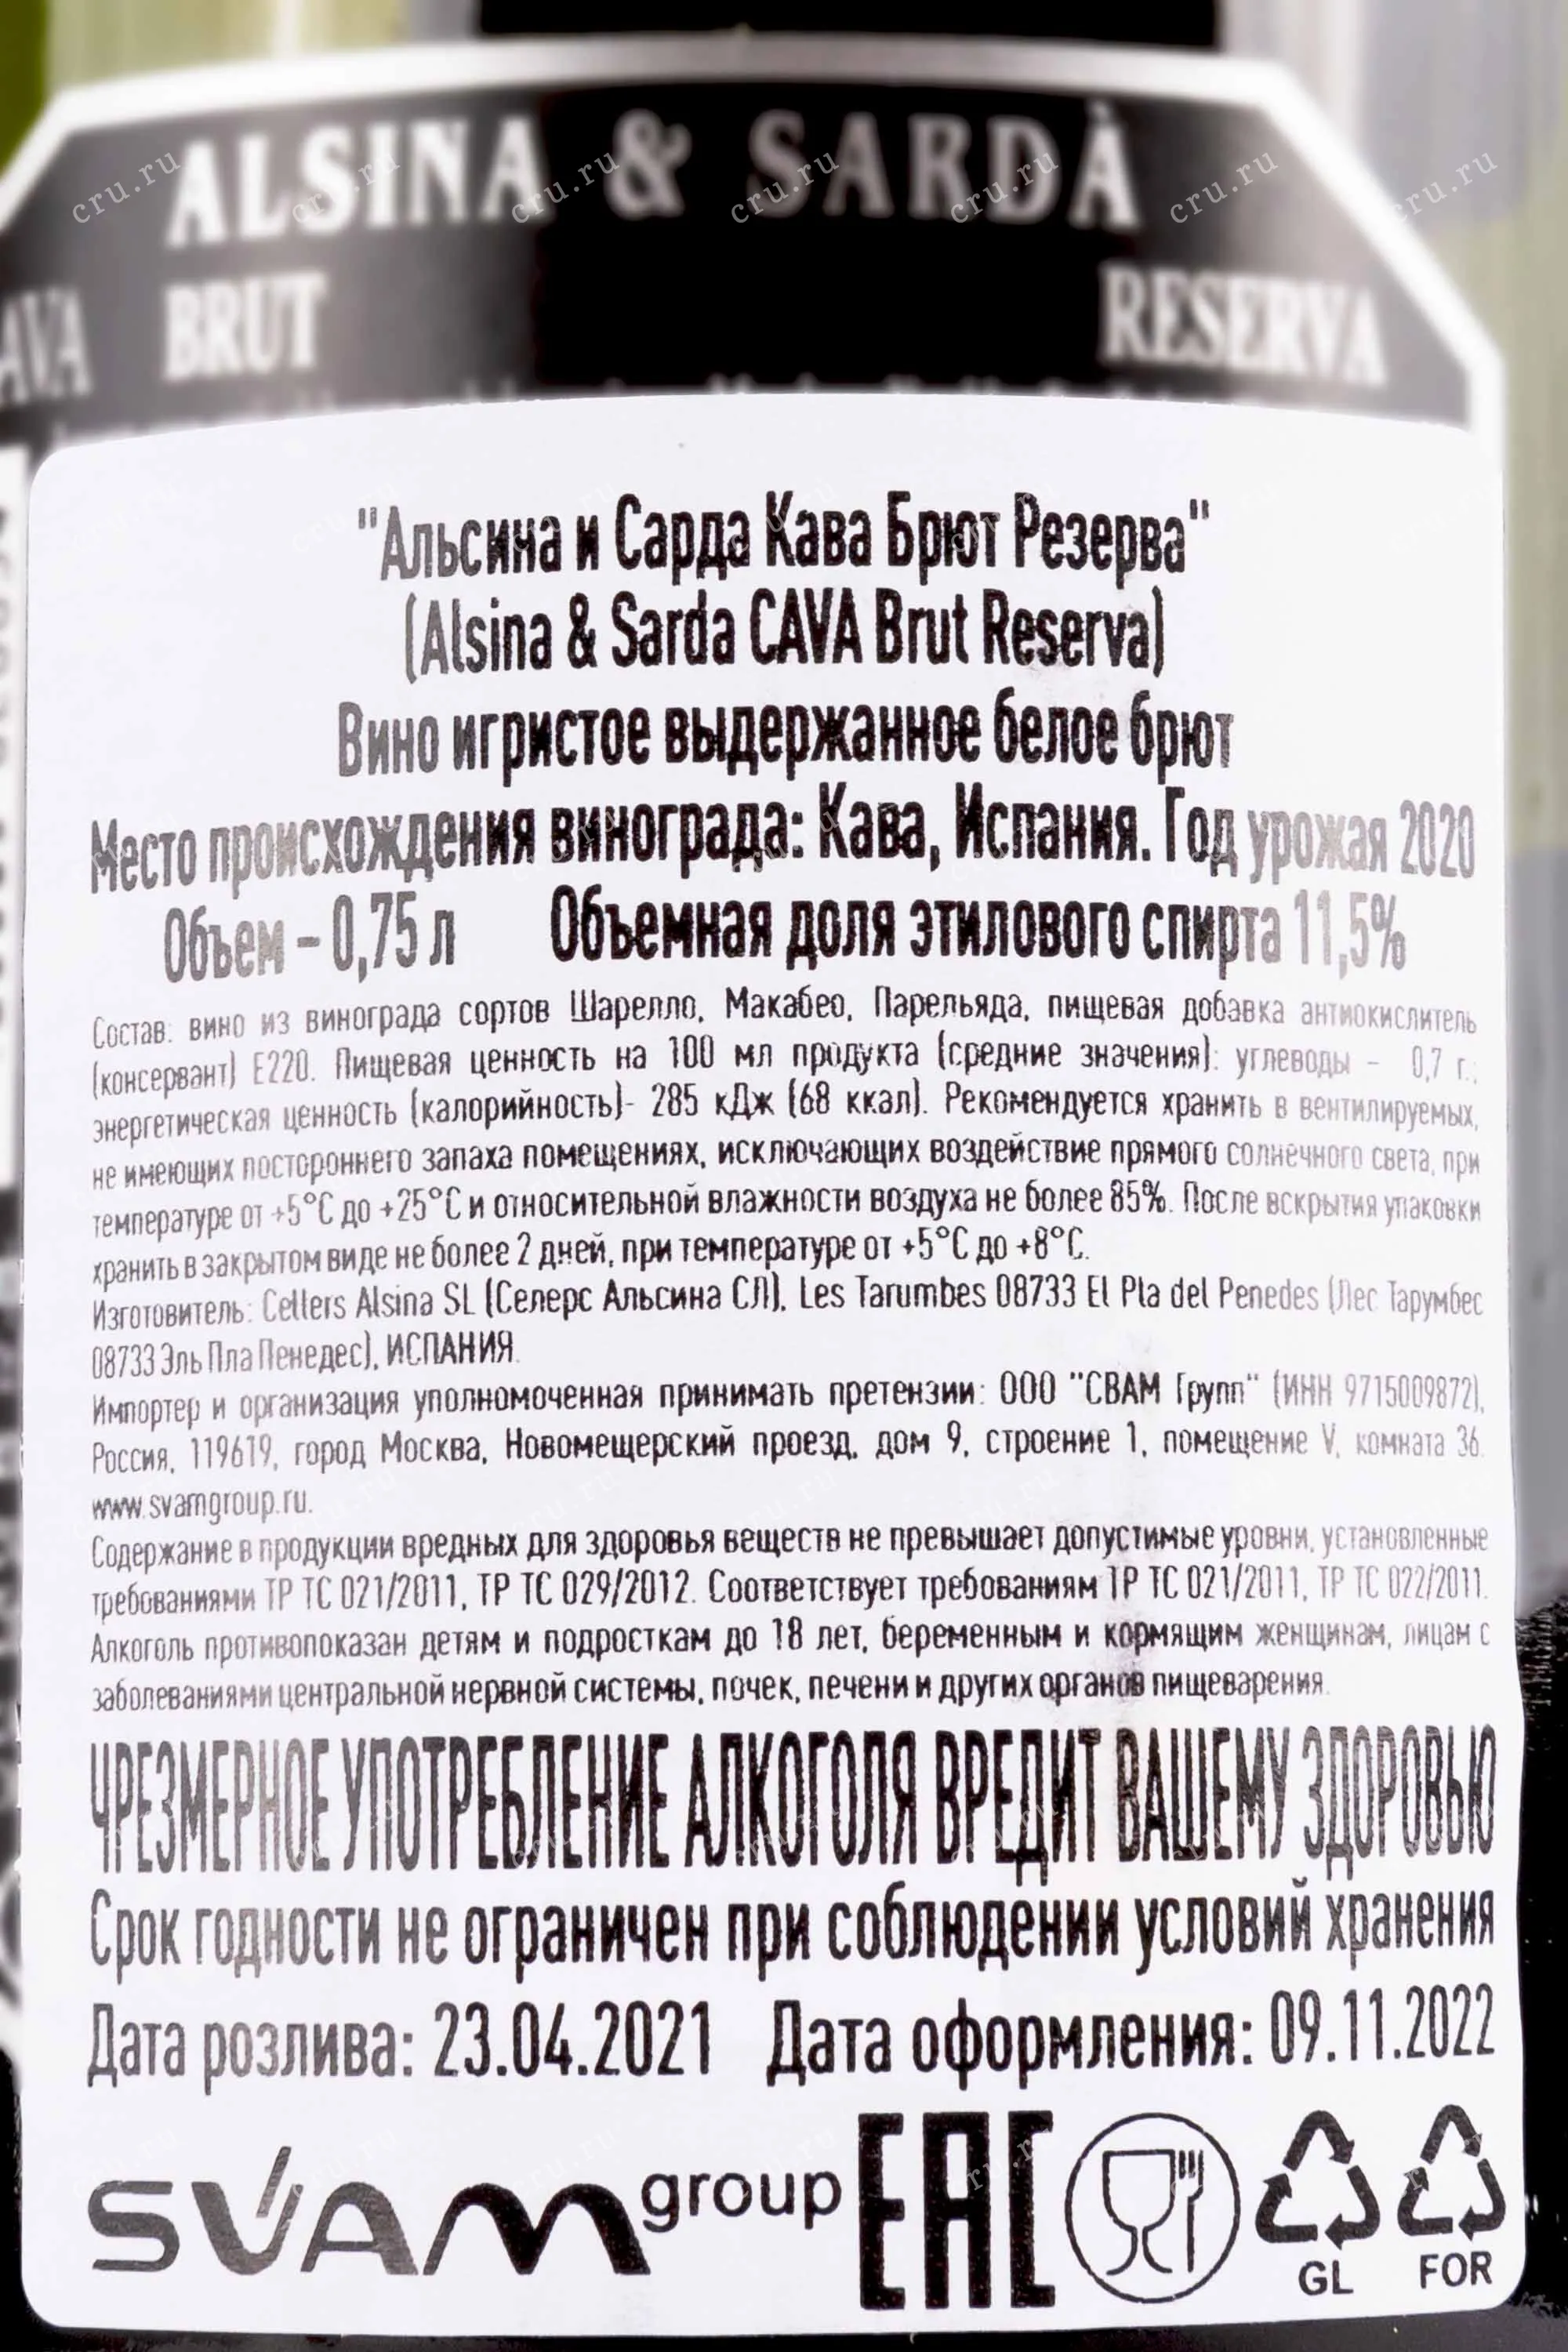 ALSINA & SARDÀ
AVA BRUT RESERVA
"Альсина и Сарда Кава Брют Резерва"
(Alsina & Sarda CAVA Brut Reserva)
Вино игристое выдержанное белое брют
Место происхождения винограда: Кава, Испания. Год урожая 2020
Объем – 0,75 л Объемная доля этилового спирта 11,5%
Состав: вино из винограда сортов Шарелло, Макабео, Парельяда, пищевая добавка антиокислитель
(консервант) Е220. Пищевая ценность на 100 мл продукта (средние значения): углеводы – 0,7 г.;
энергетическая ценность (калорийность)- 285 кДж (68 ккал). Рекомендуется хранить в вентилируемых,
не имеющих постороннего запаха помещениях, исключающих воздействие прямого солнечного света, при
температуре от +5°С до +25°С и относительной влажности воздуха не более 85%. После вскрытия упаковки
хранить в закрытом виде не более 2 дней, при температуре от +5°С до +8°С.
Изготовитель: Cellers Alsina SL (Селерс Альсина СЛ), Les Tarumbes 08733 El Pla del Penedes (Лес Тарумбес
08733 Эль Пла Пенедес), ИСПАНИЯ.
Импортер и организация уполномоченная принимать претензии: ООО "СВАМ Групп" (ИНН 9715009872),
Россия, 119619, город Москва, Новомещерский проезд, дом 9, строение 1, помещение V, комната 36.
www.svamgroup.ru.
Содержание в продукции вредных для здоровья веществ не превышает допустимые уровни, установленные
требованиями ТР ТС 021/2011, ТР ТС 029/2012. Соответствует требованиям ТР ТС 021/2011, ТР ТС 022/2011.
Алкоголь противопоказан детям и подросткам до 18 лет, беременным и кормящим женщинам, лицам с
заболеваниями центральной нервной системы, почек, печени и других органов пищеварения.
ЧРЕЗМЕРНОЕ УПОТРЕБЛЕНИЕ АЛКОГОЛЯ ВРЕДИТ ВАШЕМУ ЗДОРОВЬЮ
Срок годности не ограничен при соблюдении условий хранения
Дата розлива: 23.04.2021 Дата оформления: 09.11.2022
SVAM group EAC
GL FOR
cru.ru